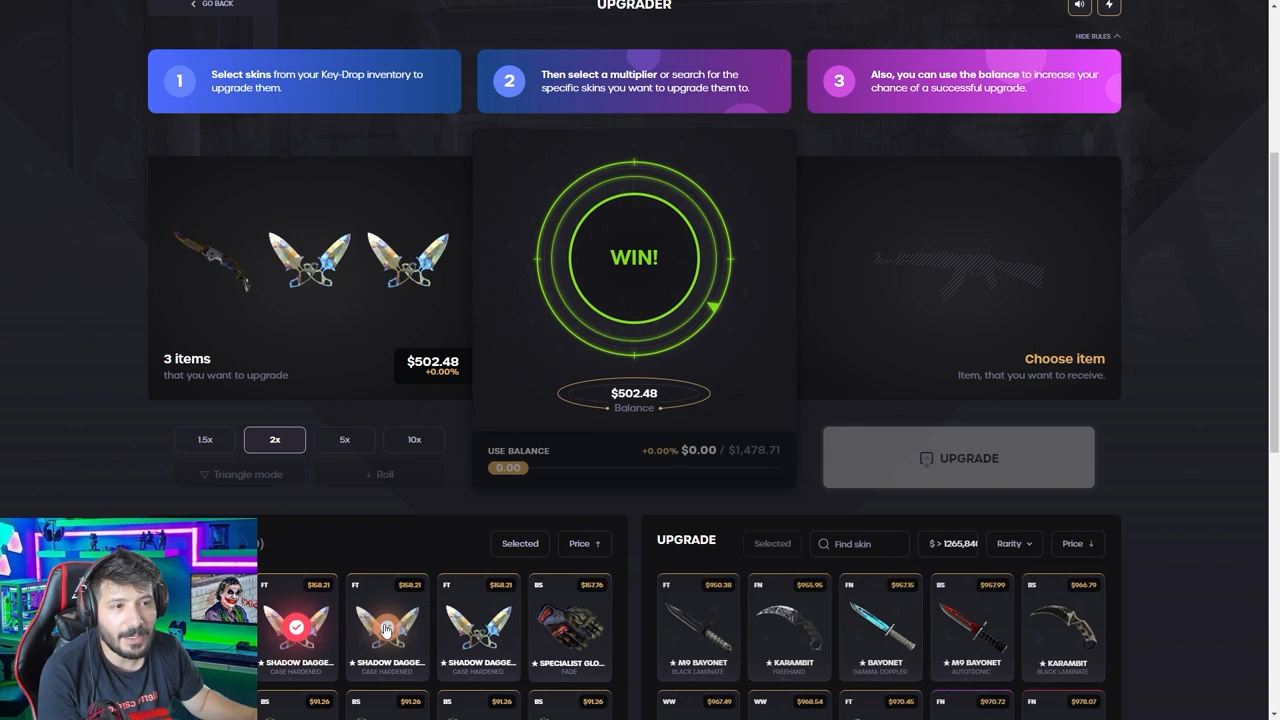 GO BACK
UPGRADER
HIDE RULES
1
Select skins from your Key-Drop inventory to
upgrade them.
2
Then select a multiplier or search for the
specific skins you want to upgrade them to.
3
Also, you can use the balance to increase your
chance of a successful upgrade.
WIN!
3 items
that you want to upgrade
$502.48
+0.00%
Choose item
Item, that you want to receive.
$502.48
Balance
1.5x
2x
5x
10x
Triangle mode
Roll
USE BALANCE
+0.00% $0.00 / $1,478.71
0.00
UPGRADE
Selected
Price
UPGRADE
Selected
Find skin
$ > 1265,84
Rarity
Price
FT $158.21
★ SHADOW DAGGE...
CASE HARDENED
FT $158.21
★ SHADOW DAGGE...
CASE HARDENED
FT $158.21
★ SHADOW DAGGE...
CASE HARDENED
BS $157.76
★ SPECIALIST GLO...
FADE
FT $950.38
★ M9 BAYONET
BLACK LAMINATE
FN $955.95
★ KARAMBIT
FREEHAND
FN $957.15
★ BAYONET
GAMMA DOPPLER
BS $957.99
★ M9 BAYONET
AUTOTRONIC
BS $966.79
★ KARAMBIT
BLACK LAMINATE
BS $91.26
BS $91.26
BS $91.26
BS $91.26
WW $967.49
WW $968.54
FT $970.45
FN $970.72
FN $978.07